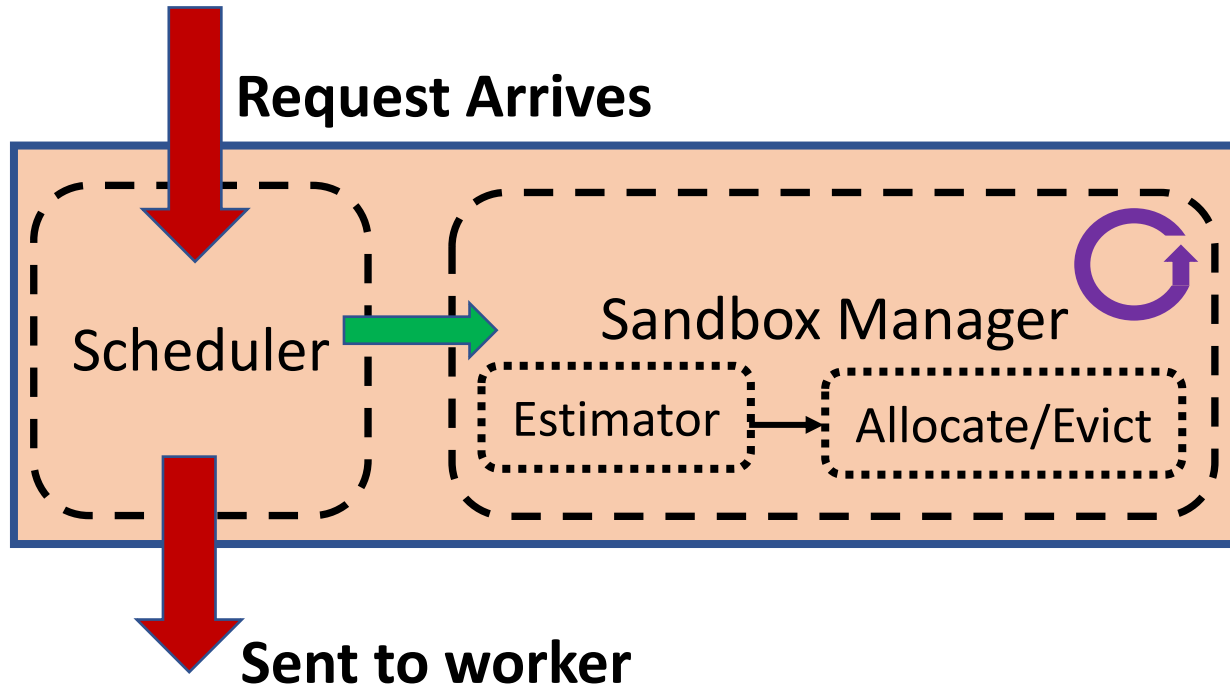 Request Arrives
Scheduler
Sandbox Manager
Estimator
Allocate/Evict
Sent to worker